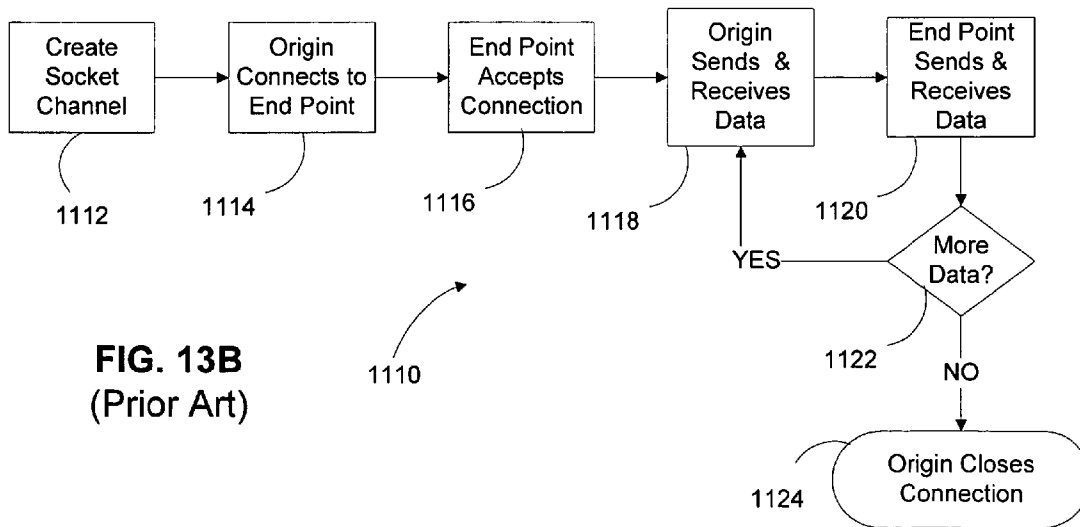 Create
Socket
Channel
1112
Origin
Connects to
End Point
1114
End Point
Accepts
Connection
1116
Origin
Sends &
Receives
Data
1118
End Point
Sends &
Receives
Data
1120
More
Data?
1122
YES
NO
Origin Closes
Connection
1124
1110
FIG. 13B
(Prior Art)